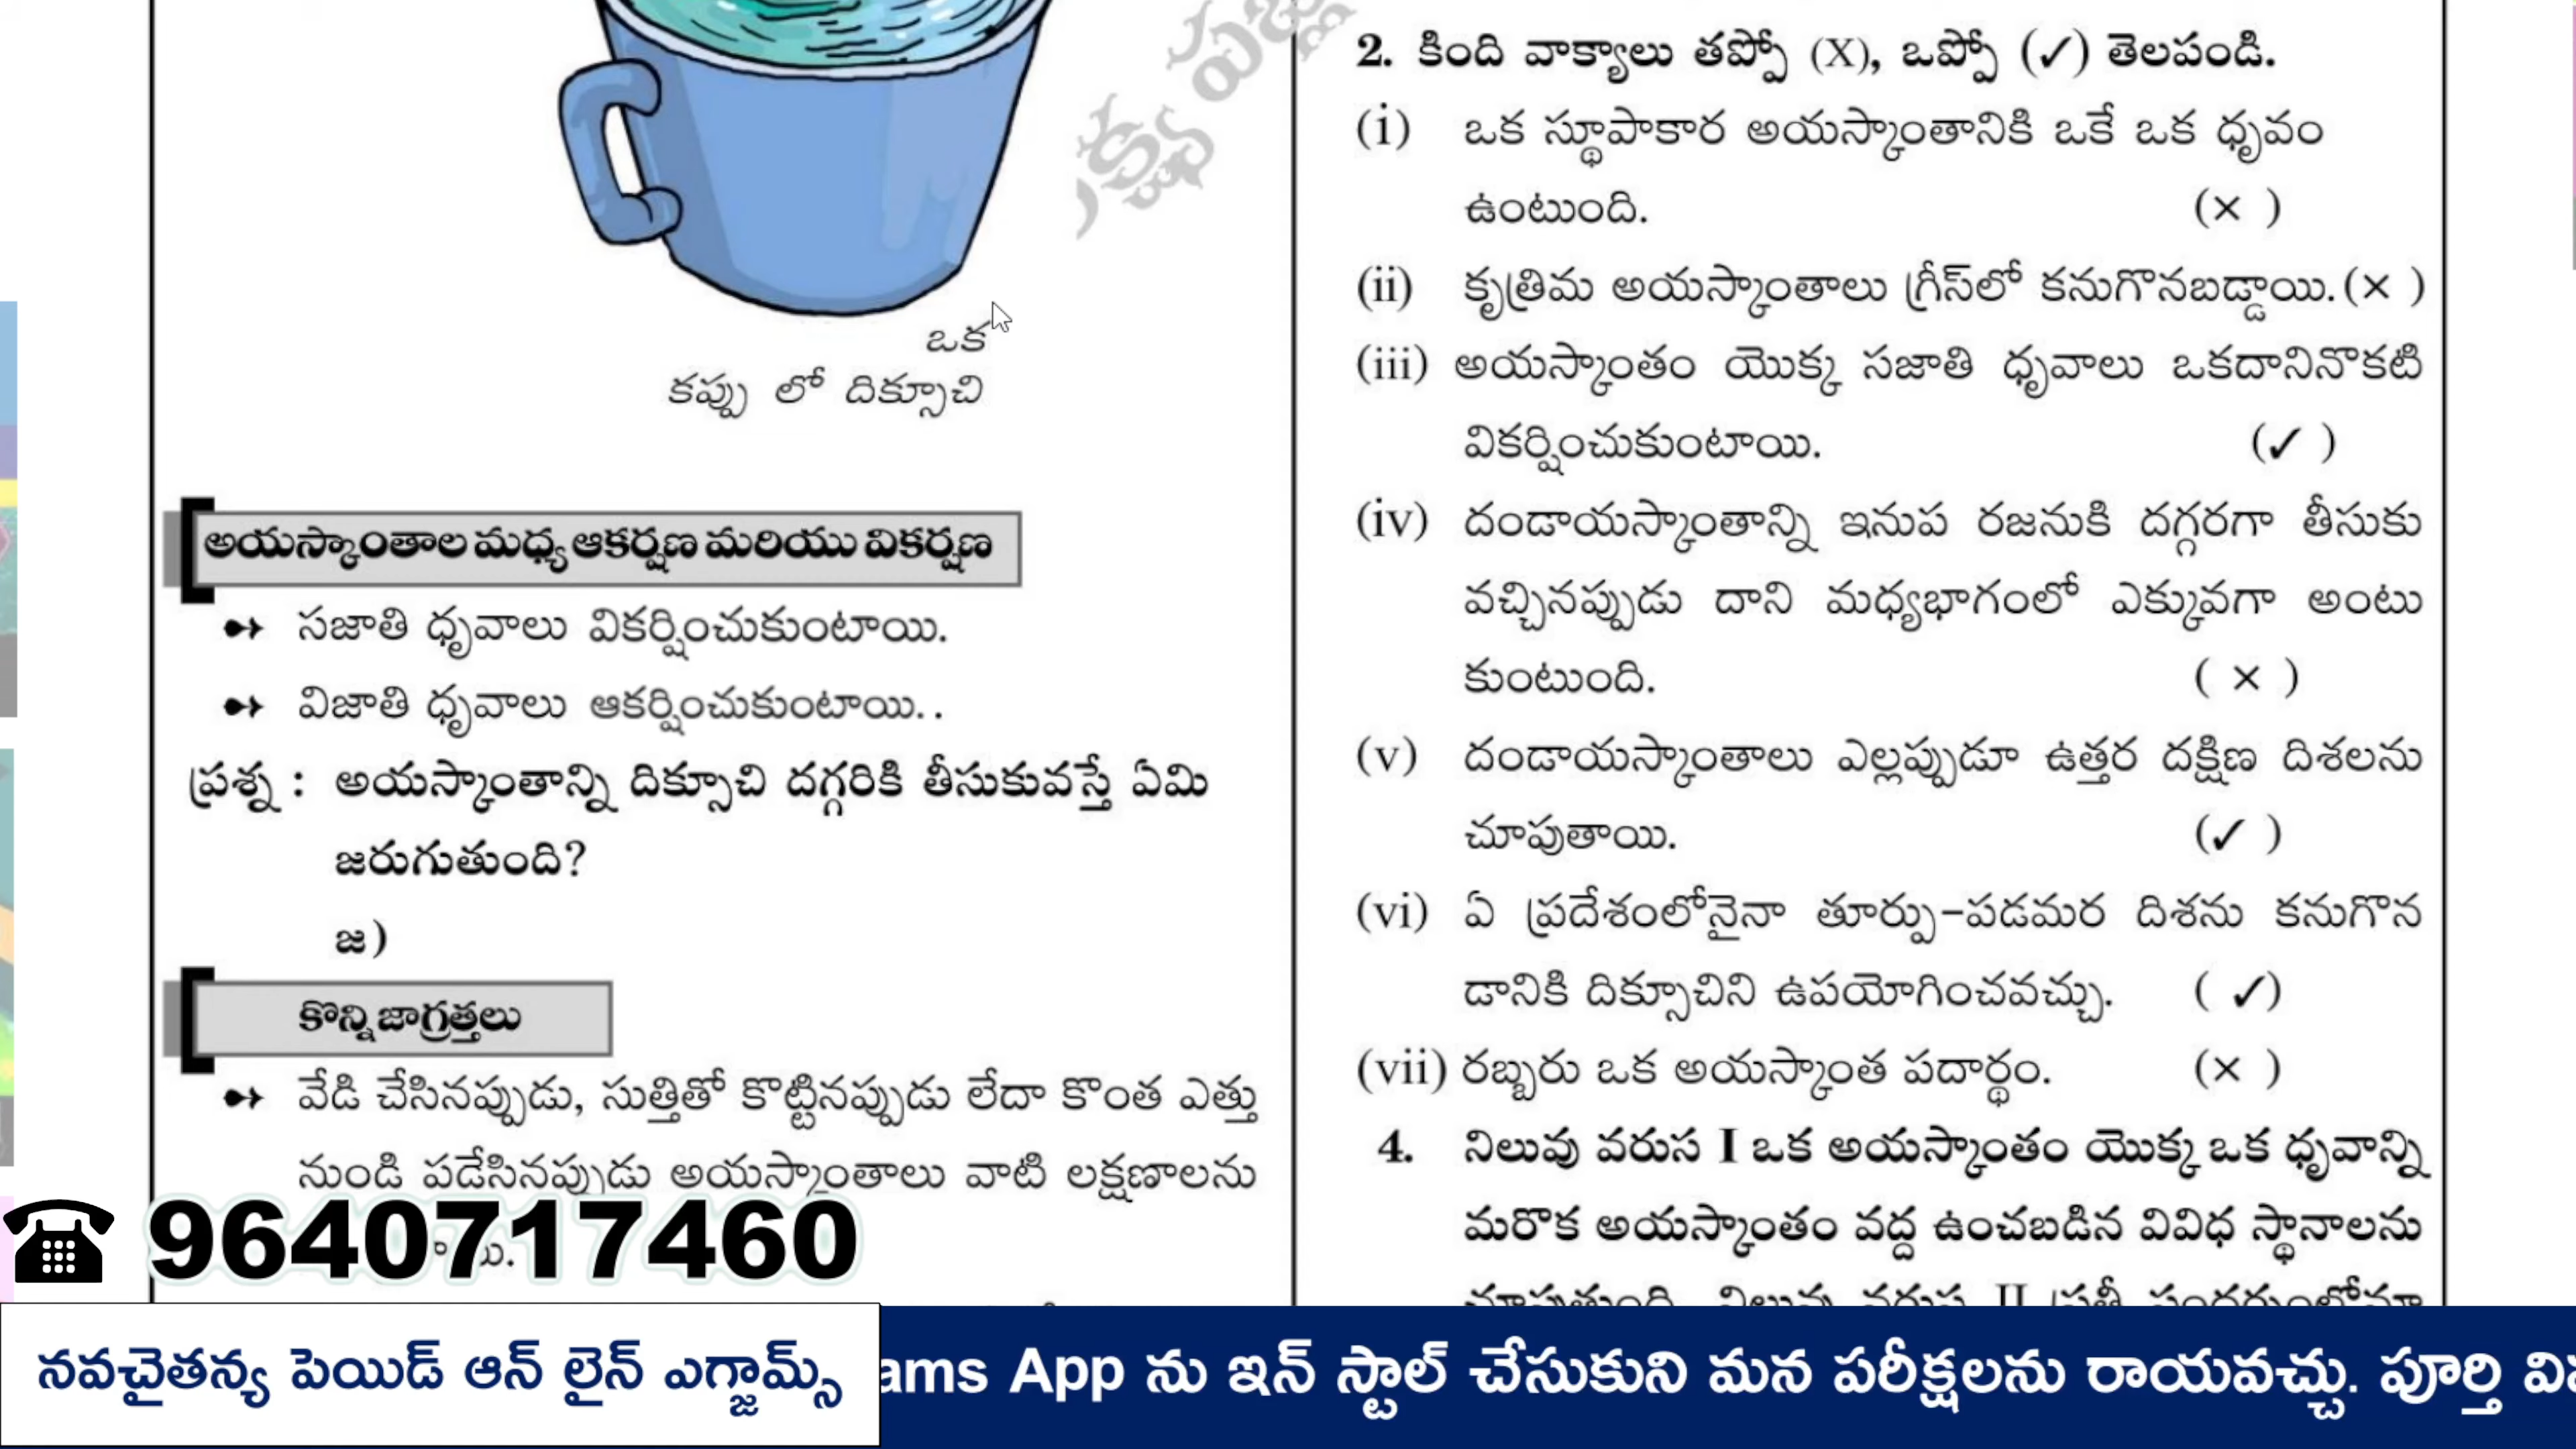 ఒక
కప్పు లో దిక్సూచి
అయస్కాంతాల మధ్య ఆకర్షణ మరియు వికర్షణ
➻ సజాతి ధృవాలు వికర్షించుకుంటాయి.
➻ విజాతి ధృవాలు ఆకర్షించుకుంటాయి..
ప్రశ్న : అయస్కాంతాన్ని దిక్సూచి దగ్గరికి తీసుకువస్తే ఏమి
జరుగుతుంది?
జ)
కొన్ని జాగ్రత్తలు
➻ వేడి చేసినప్పుడు, సుత్తితో కొట్టినప్పుడు లేదా కొంత ఎత్తు
నుండి పడేసినప్పుడు అయస్కాంతాలు వాటి లక్షణాలను
2. కింది వాక్యాలు తప్పో (X), ఒప్పో (✓) తెలపండి.
(i) ఒక స్థూపాకార అయస్కాంతానికి ఒకే ఒక ధృవం
ఉంటుంది. (× )
(ii) కృత్రిమ అయస్కాంతాలు గ్రీస్‌లో కనుగొనబడ్డాయి. (× )
(iii) అయస్కాంతం యొక్క సజాతి ధృవాలు ఒకదానినొకటి
వికర్షించుకుంటాయి. (✓ )
(iv) దండాయస్కాంతాన్ని ఇనుప రజనుకి దగ్గరగా తీసుకు
వచ్చినప్పుడు దాని మధ్యభాగంలో ఎక్కువగా అంటు
కుంటుంది. ( × )
(v) దండాయస్కాంతాలు ఎల్లప్పుడూ ఉత్తర దక్షిణ దిశలను
చూపుతాయి. (✓ )
(vi) ఏ ప్రదేశంలోనైనా తూర్పు-పడమర దిశను కనుగొన
డానికి దిక్సూచిని ఉపయోగించవచ్చు. ( ✓)
(vii) రబ్బరు ఒక అయస్కాంత పదార్థం. (× )
4. నిలువు వరుస I ఒక అయస్కాంతం యొక్క ఒక ధృవాన్ని
మరొక అయస్కాంతం వద్ద ఉంచబడిన వివిధ స్థానాలను
9640717460
నవచైతన్య పెయిడ్ ఆన్ లైన్ ఎగ్జామ్స్
ams App ను ఇన్ స్టాల్ చేసుకుని మన పరీక్షలను రాయవచ్చు. పూర్తి